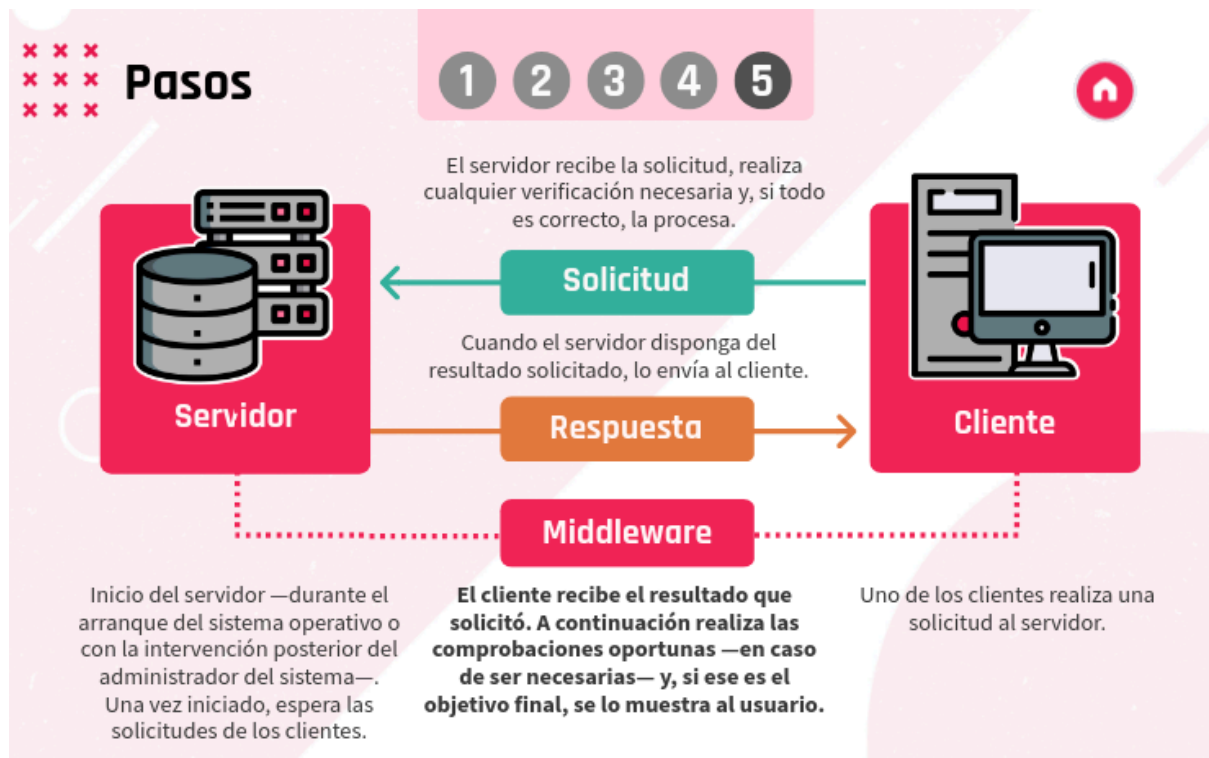 Pasos
1 2 3 4 5
El servidor recibe la solicitud, realiza
cualquier verificación necesaria y, si todo
es correcto, la procesa.
Solicitud
Cuando el servidor disponga del
resultado solicitado, lo envía al cliente.
Servidor
Respuesta
Cliente
Middleware
Inicio del servidor —durante el
arranque del sistema operativo o
con la intervención posterior del
administrador del sistema—.
Una vez iniciado, espera las
solicitudes de los clientes.
El cliente recibe el resultado que
solicitó. A continuación realiza las
comprobaciones oportunas —en caso
de ser necesarias— y, si ese es el
objetivo final, se lo muestra al usuario.
Uno de los clientes realiza una
solicitud al servidor.